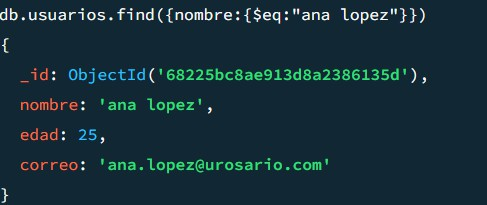 db.usuarios.find({nombre:{$eq:"ana lopez"}})
{
  _id: ObjectId('68225bc8ae913d8a2386135d'),
  nombre: 'ana lopez',
  edad: 25,
  correo: 'ana.lopez@urosario.com'
}